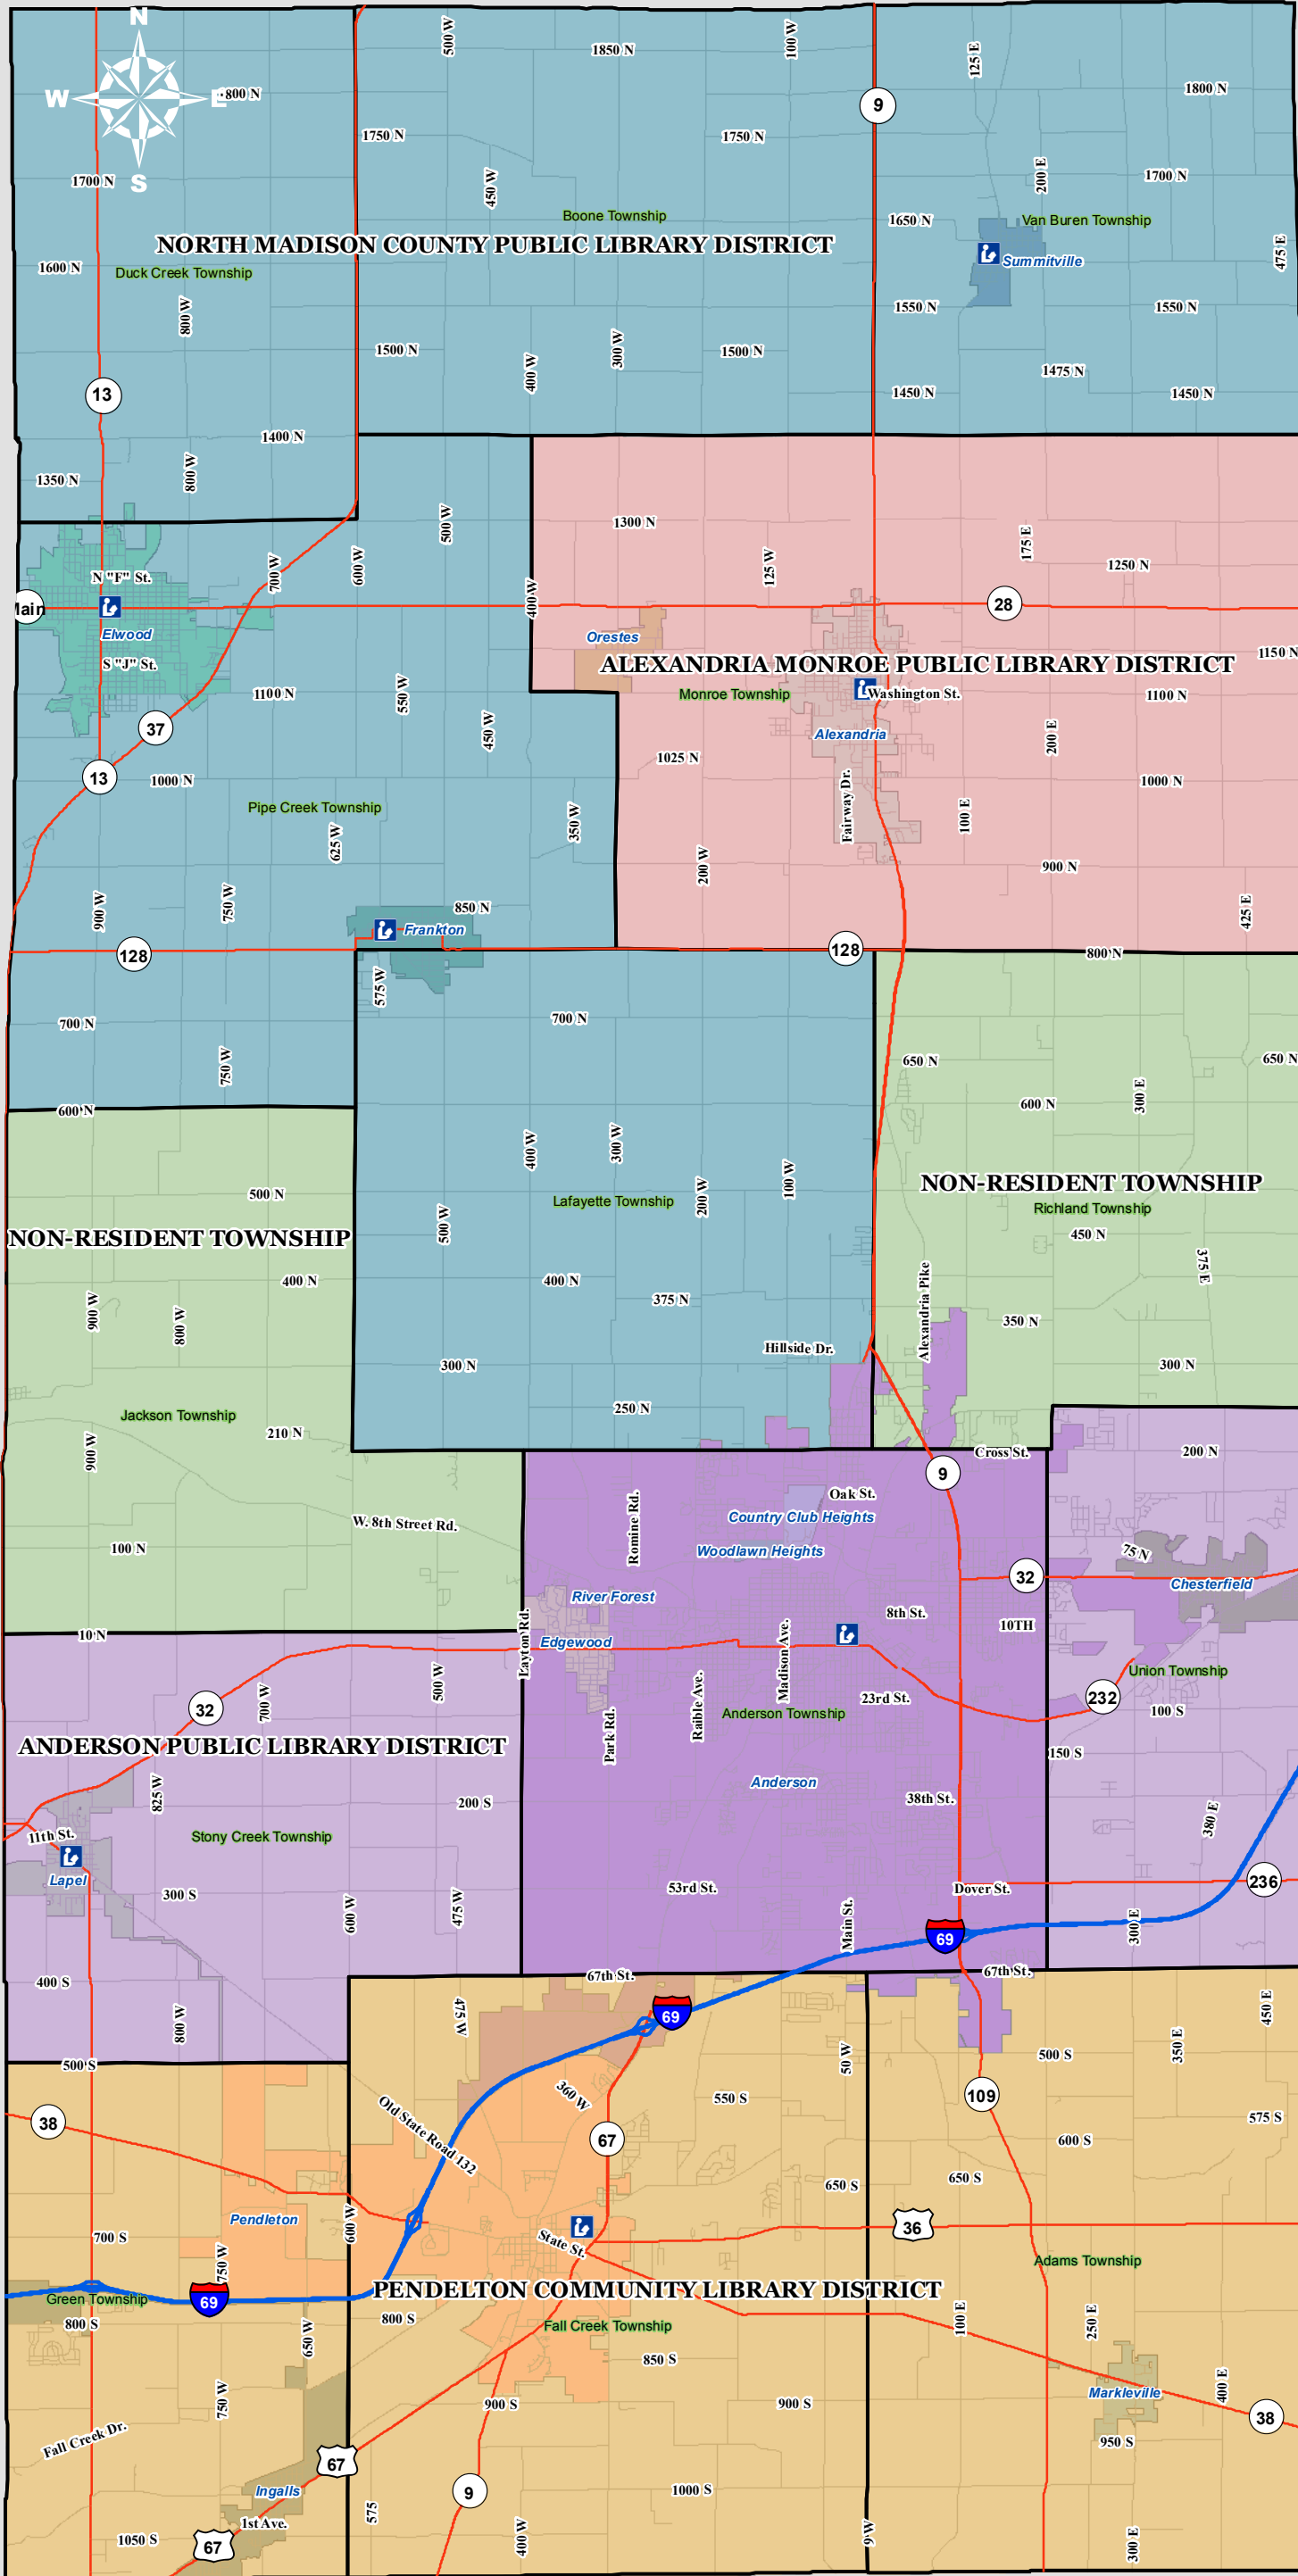 N
500 W
1850 N
100 W
125 E
W
E
800 N
9
1800 N
1750 N
1750 N
1700 N
S
450 W
200 E
1700 N
Boone Township
1650 N
Van Buren Township
NORTH MADISON COUNTY PUBLIC LIBRARY DISTRICT
475 E
Summitville
1600 N
Duck Creek Township
800 W
1550 N
1550 N
1500 N
300 W
1500 N
400 W
1475 N
13
1450 N
1450 N
1400 N
800 W
1350 N
500 W
1300 N
175 E
700 W
600 W
125 W
1250 N
N "F" St.
400 W
28
Main
Elwood
Orestes
1150 N
S "J" St.
ALEXANDRIA MONROE PUBLIC LIBRARY DISTRICT
1100 N
550 W
Monroe Township
Washington St.
1100 N
37
450 W
Alexandria
200 E
1025 N
13
1000 N
1000 N
Pipe Creek Township
Fairway Dr.
100 E
350 W
625 W
200 W
900 N
900 W
750 W
850 N
425 E
Frankton
128
128
800 N
575 W
700 N
700 N
750 W
650 N
650 N
600 N
600 N
300 E
400 W
300 W
100 W
NON-RESIDENT TOWNSHIP
500 N
Lafayette Township
200 W
Richland Township
500 W
NON-RESIDENT TOWNSHIP
450 N
375 E
400 N
400 N
375 N
900 W
800 W
Alexandria Pike
350 N
Hillside Dr.
300 N
300 N
250 N
Jackson Township
210 N
900 W
Cross St.
200 N
9
Oak St.
Country Club Heights
W. 8th Street Rd.
Romine Rd.
100 N
Woodlawn Heights
75 N
32
Chesterfield
River Forest
8th St.
10TH
10 N
Layton Rd.
Edgewood
Madison Ave.
500 W
Union Township
700 W
32
Raible Ave.
23rd St.
232
Anderson Township
100 S
Park Rd.
ANDERSON PUBLIC LIBRARY DISTRICT
150 S
Anderson
825 W
200 S
38th St.
380 E
11th St.
Stony Creek Township
Lapel
300 S
53rd St.
Dover St.
236
600 W
475 W
Main St.
300 E
69
67th St.
67th St.
400 S
69
475 W
800 W
450 E
50 W
500 S
350 E
500 S
360 W
550 S
109
38
Old State Road 132
575 S
67
600 S
650 S
650 S
Pendleton
600 W
36
700 S
State St.
750 W
Adams Township
69
PENDELTON COMMUNITY LIBRARY DISTRICT
Green Township
800 S
800 S
Fall Creek Township
100 E
250 E
650 W
850 S
750 W
Markleville
400 E
900 S
900 S
38
Fall Creek Dr.
950 S
67
Ingalls
9
1000 S
575
1st Ave.
1050 S
67
400 W
9 W
300 E